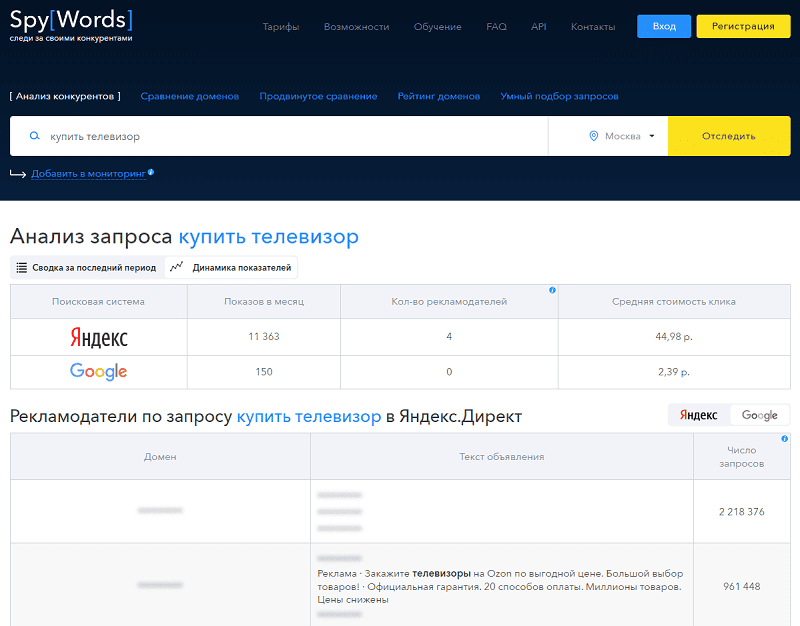 Spy[Words]
следи за своими конкурентами
Тарифы Возможности Обучение FAQ API Контакты Вход Регистрация
[ Анализ конкурентов ] Сравнение доменов Продвинутое сравнение Рейтинг доменов Умный подбор запросов
купить телевизор Москва Отследить
Добавить в мониторинг
Анализ запроса купить телевизор
Сводка за последний период Динамика показателей
Поисковая система Показов в месяц Кол-во рекламодателей Средняя стоимость клика
Яндекс 11 363 4 44,98 р.
Google 150 0 2,39 р.
Рекламодатели по запросу купить телевизор в Яндекс.Директ Яндекс Google
Домен Текст объявления Число
запросов
2 218 376
Реклама · Закажите телевизоры на Ozon по выгодной цене. Большой выбор
товаров! · Официальная гарантия. 20 способов оплаты. Миллионы товаров.
Цены снижены
961 448